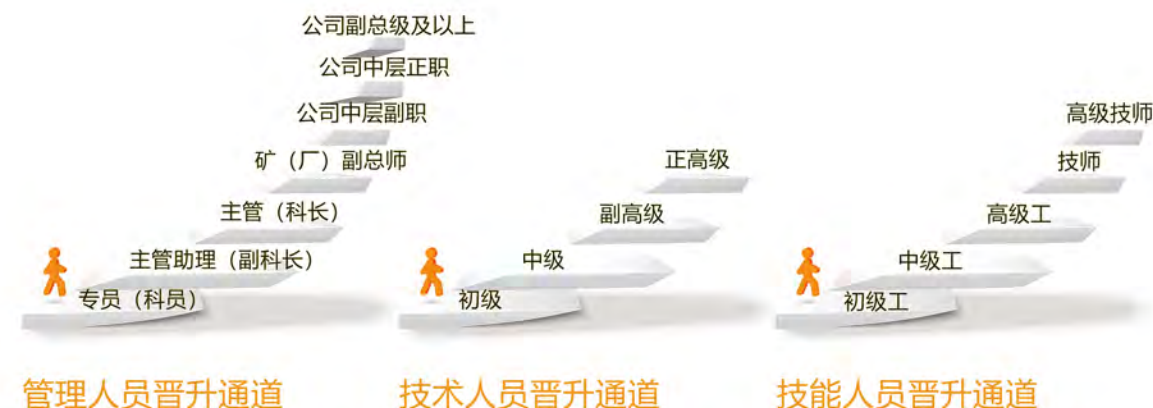 公司副总级及以上
公司中层正职
公司中层副职
矿（厂）副总师
主管（科长）
主管助理（副科长）
专员（科员）
管理人员晋升通道
正高级
副高级
中级
初级
技术人员晋升通道
高级技师
技师
高级工
中级工
初级工
技能人员晋升通道